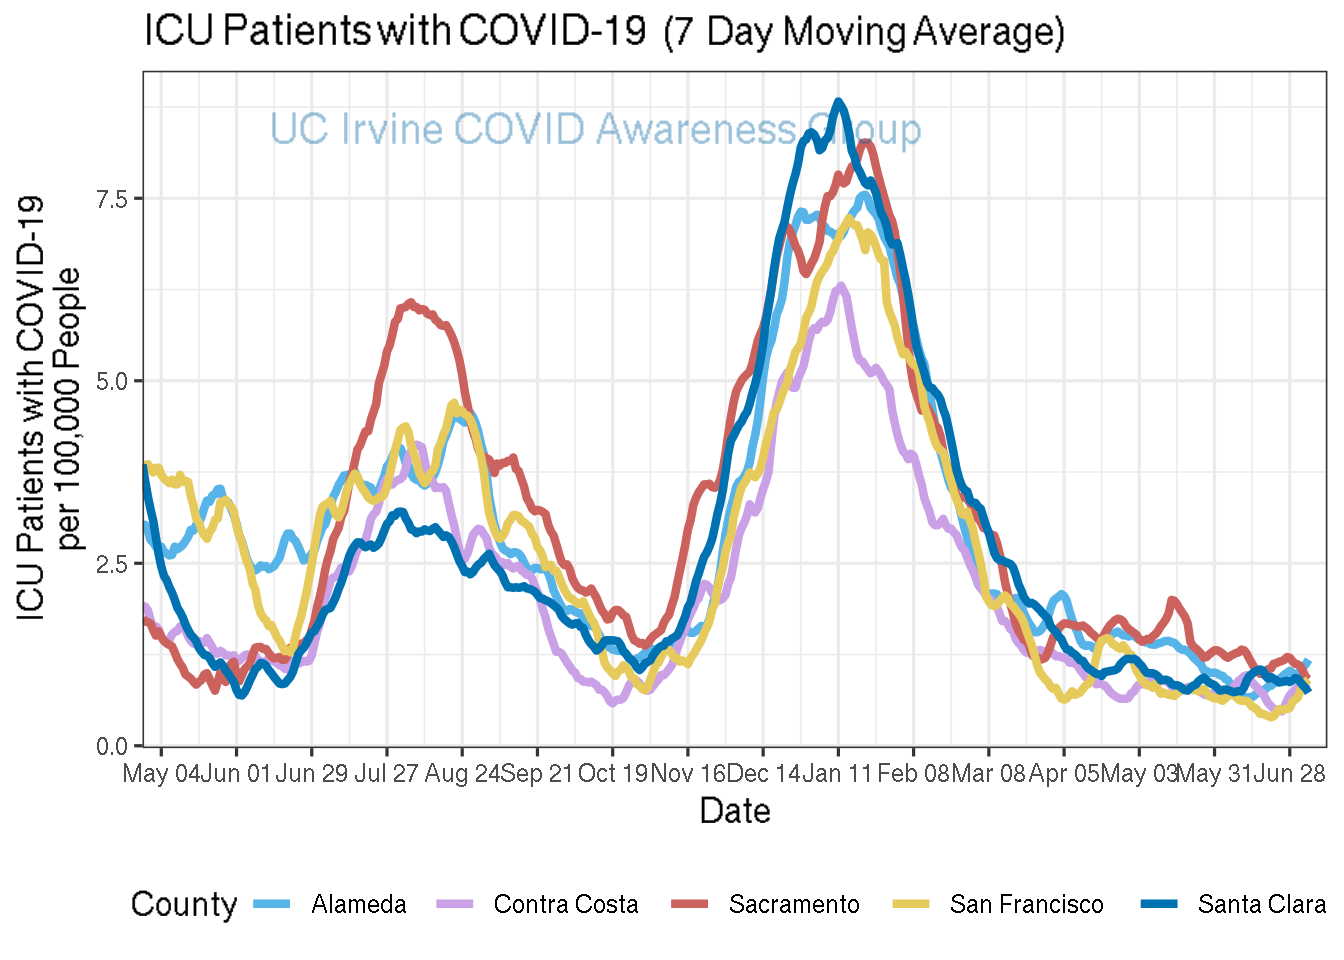 ICU Patients with COVID-19 (7 Day Moving Average)
UC Irvine COVID Awareness Group
ICU Patients with COVID-19
per 100,000 People
7.5
5.0
2.5
0.0
May 04 Jun 01 Jun 29 Jul 27 Aug 24 Sep 21 Oct 19 Nov 16 Dec 14 Jan 11 Feb 08 Mar 08 Apr 05 May 03 May 31 Jun 28
Date
County Alameda Contra Costa Sacramento San Francisco Santa Clara